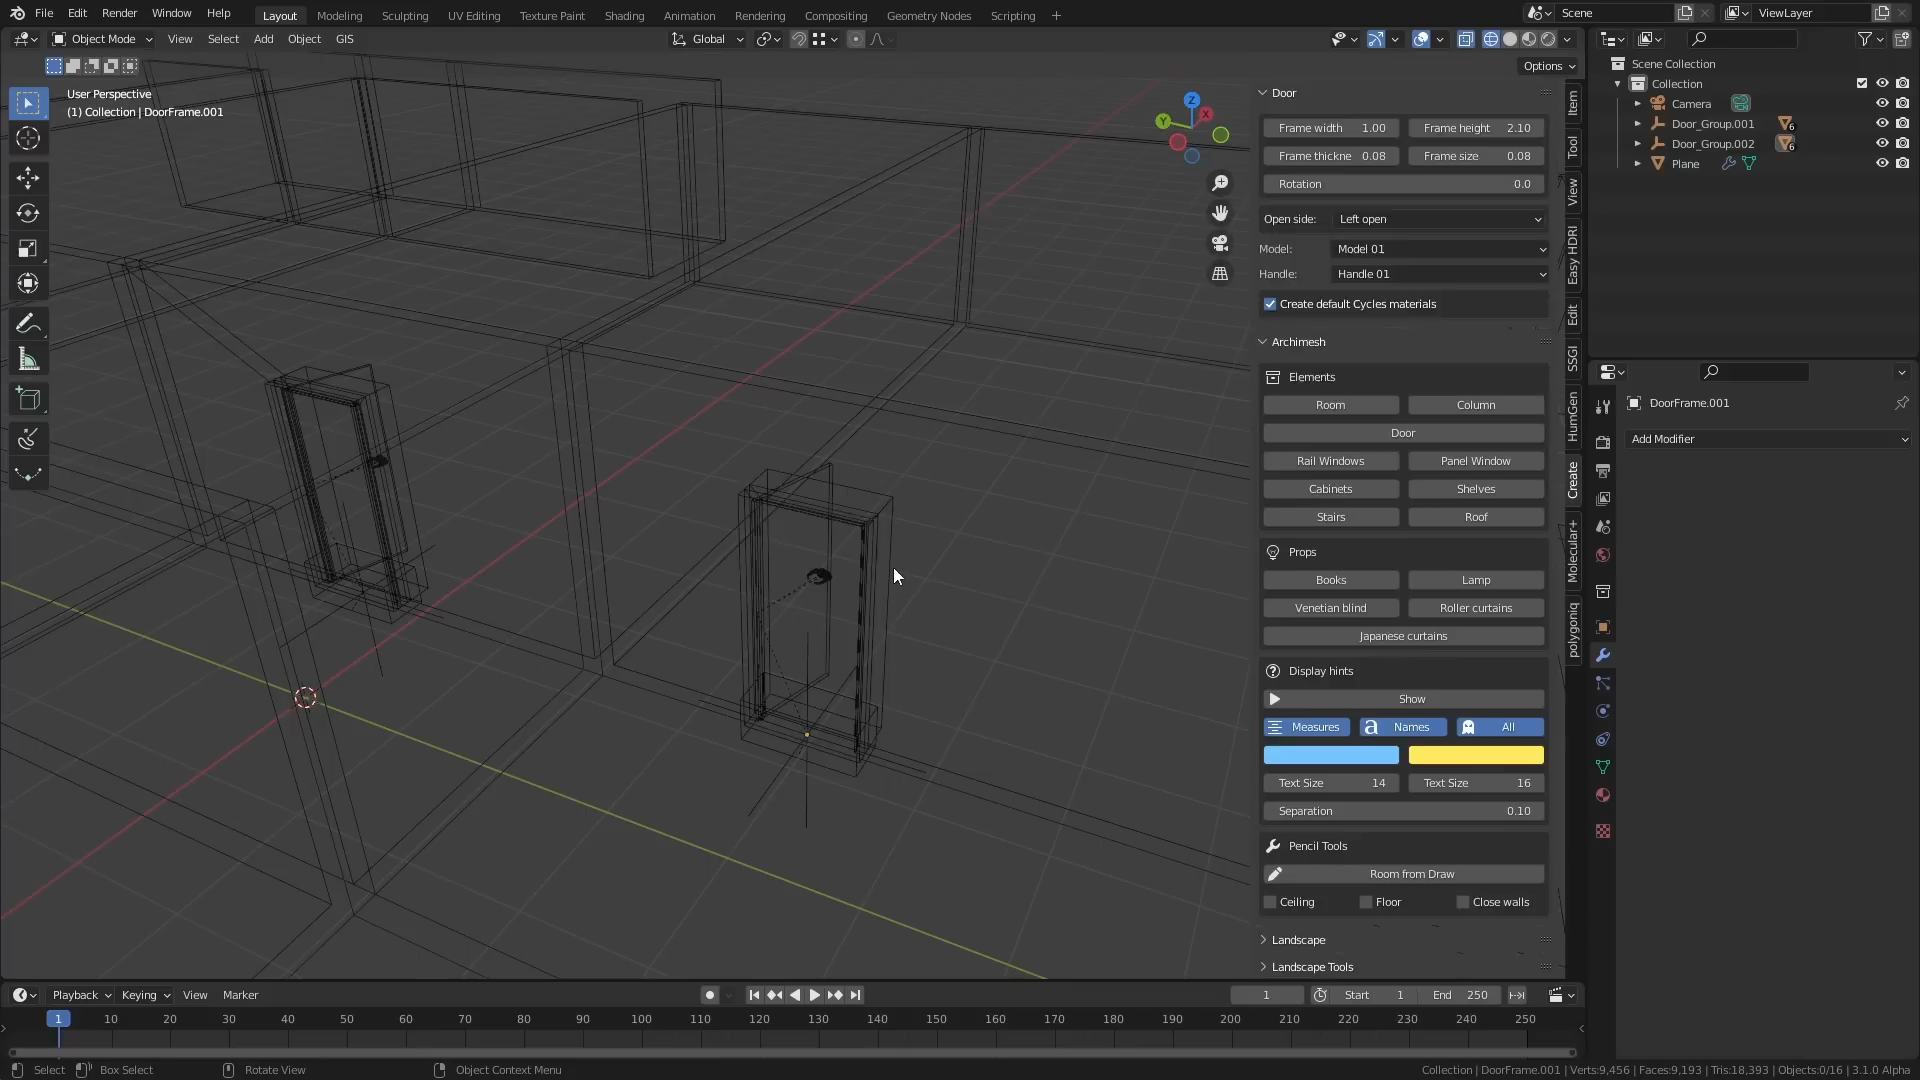 File Edit Render Window Help Layout Modeling Sculpting UV Editing Texture Paint Shading Animation Rendering Compositing Geometry Nodes Scripting + Scene ViewLayer
Object Mode View Select Add Object GIS Global
Options
User Perspective
(1) Collection | DoorFrame.001
Z
X
Y
Door
Frame width 1.00 Frame height 2.10
Frame thickne 0.08 Frame size 0.08
Rotation 0.0
Open side: Left open
Model: Model 01
Handle: Handle 01
Create default Cycles materials
Archimesh
Elements
Room Column
Door
Rail Windows Panel Window
Cabinets Shelves
Stairs Roof
Props
Books Lamp
Venetian blind Roller curtains
Japanese curtains
Display hints
Show
Measures a Names All
Text Size 14 Text Size 16
Separation 0.10
Pencil Tools
Room from Draw
Ceiling Floor Close walls
Landscape
Landscape Tools
Item
Tool
View
Easy HDRI
Edit
SSGI
HumGen
Create
Molecular+
polygoniq
Scene Collection
Collection
Camera
Door_Group.001 6
Door_Group.002 6
Plane
DoorFrame.001
Add Modifier
Playback Keying View Marker 1 Start 1 End 250
1 10 20 30 40 50 60 70 80 90 100 110 120 130 140 150 160 170 180 190 200 210 220 230 240 250
Select Box Select Rotate View Object Context Menu Collection | DoorFrame.001 | Verts:9,456 | Faces:9,193 | Tris:18,393 | Objects:0/16 | 3.1.0 Alpha